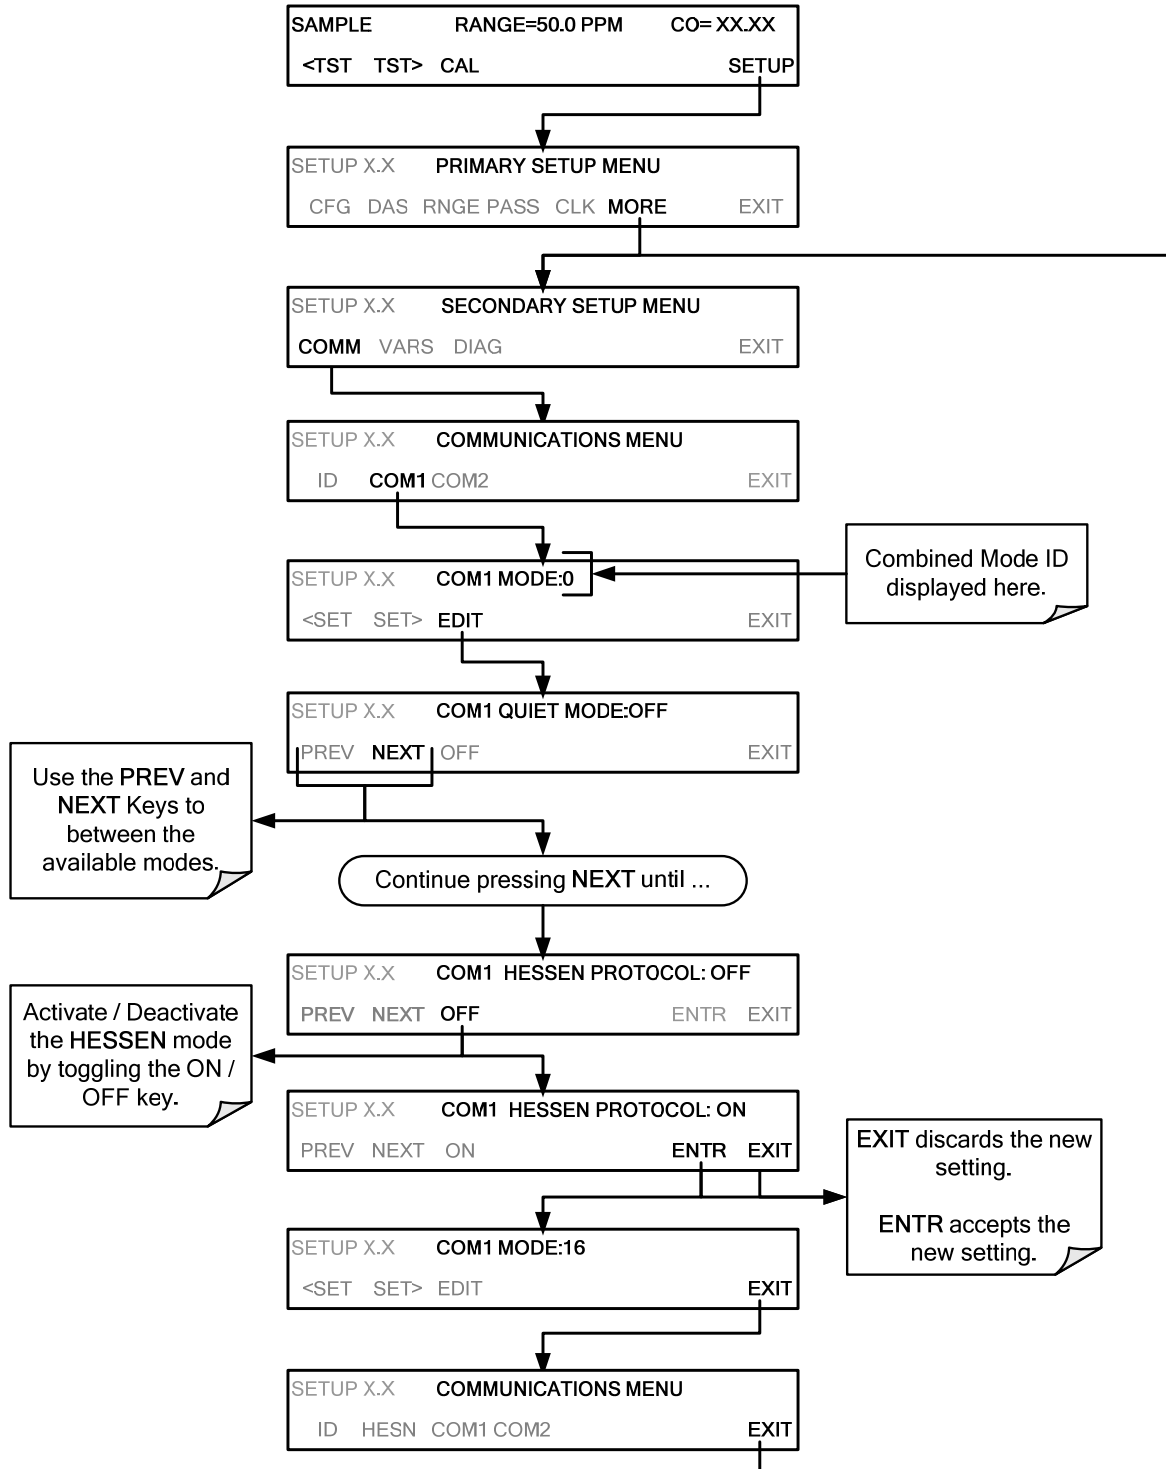 SAMPLE RANGE=50.0 PPM CO= XX.XX
<TST TST> CAL SETUP
SETUP X.X PRIMARY SETUP MENU
CFG DAS RNGE PASS CLK MORE EXIT
SETUP X.X SECONDARY SETUP MENU
COMM VARS DIAG EXIT
SETUP X.X COMMUNICATIONS MENU
ID COM1 COM2 EXIT
SETUP X.X COM1 MODE:0
<SET SET> EDIT EXIT
Combined Mode ID
displayed here.
SETUP X.X COM1 QUIET MODE:OFF
PREV NEXT OFF EXIT
Use the PREV and
NEXT Keys to
between the
available modes.
Continue pressing NEXT until ...
SETUP X.X COM1 HESSEN PROTOCOL: OFF
PREV NEXT OFF ENTR EXIT
Activate / Deactivate
the HESSEN mode
by toggling the ON /
OFF key.
SETUP X.X COM1 HESSEN PROTOCOL: ON
PREV NEXT ON ENTR EXIT
EXIT discards the new
setting.
ENTR accepts the
new setting.
SETUP X.X COM1 MODE:16
<SET SET> EDIT EXIT
SETUP X.X COMMUNICATIONS MENU
ID HESN COM1 COM2 EXIT